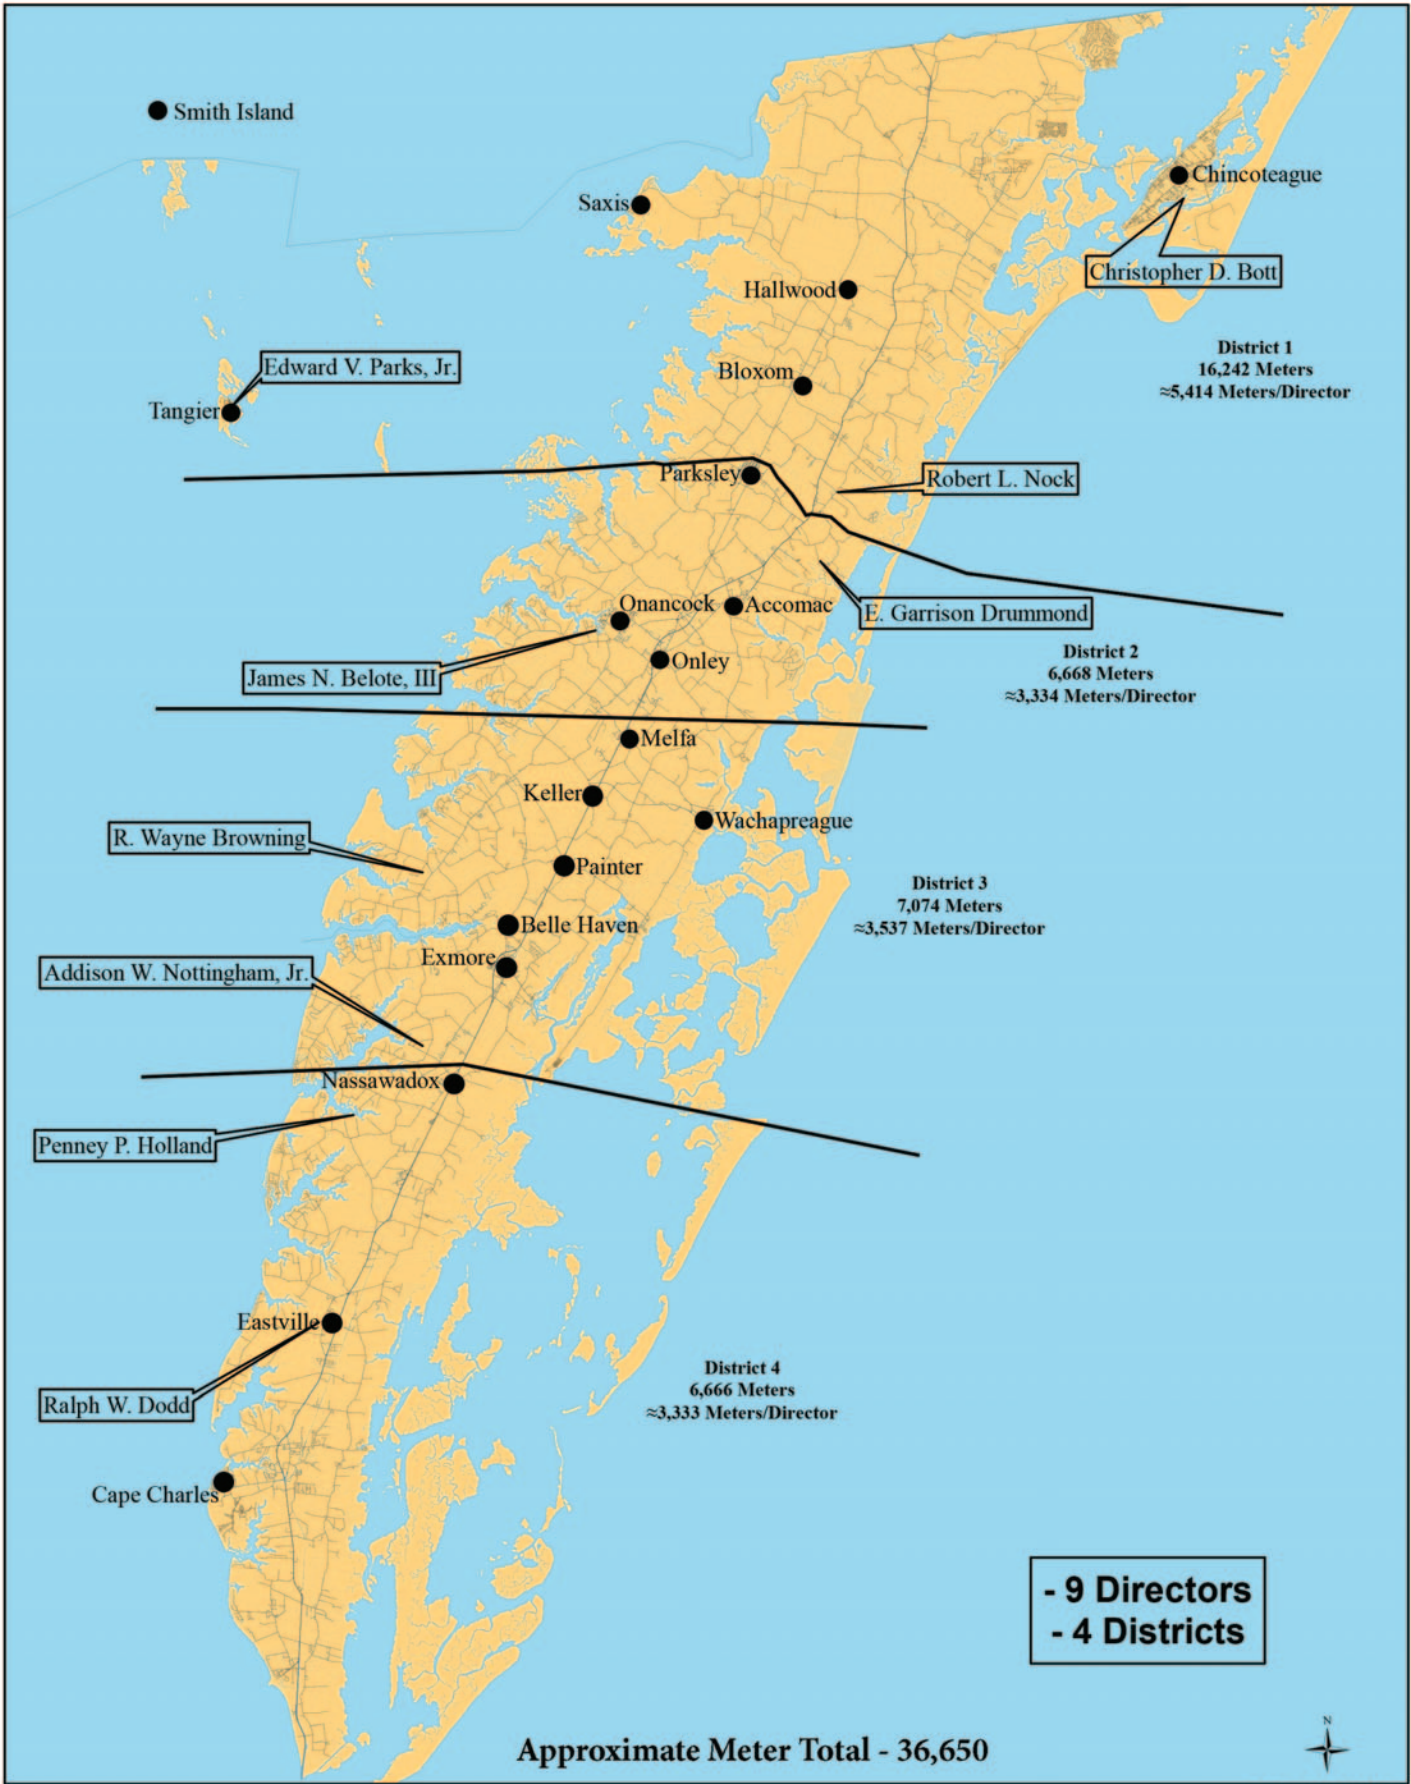 Smith Island
Chincoteague
Saxis
Christopher D. Bott
Hallwood
District 1
16,242 Meters
≈5,414 Meters/Director
Edward V. Parks, Jr.
Bloxom
Tangier
Parksley
Robert L. Nock
Onancock
Accomac
E. Garrison Drummond
James N. Belote, III
Onley
District 2
6,668 Meters
≈3,334 Meters/Director
Melfa
Keller
Wachapreague
R. Wayne Browning
Painter
District 3
7,074 Meters
≈3,537 Meters/Director
Belle Haven
Exmore
Addison W. Nottingham, Jr.
Nassawadox
Penney P. Holland
Eastville
District 4
6,666 Meters
≈3,333 Meters/Director
Ralph W. Dodd
Cape Charles
- 9 Directors
- 4 Districts
N
Approximate Meter Total - 36,650